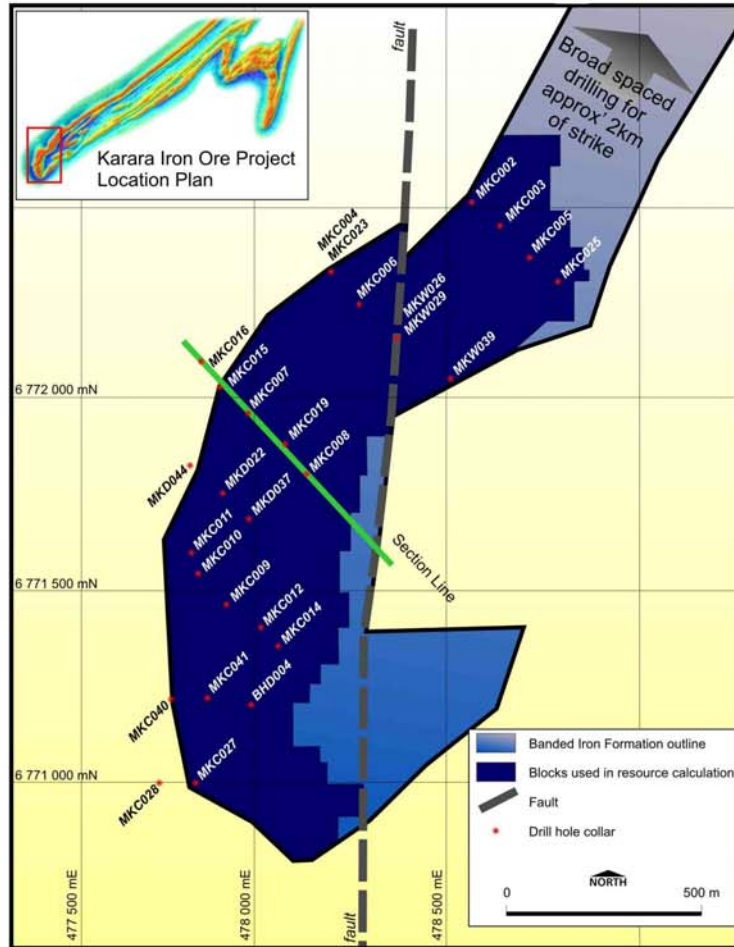 fault
Broad spaced
drilling for
approx' 2km
of strike
Karara Iron Ore Project
Location Plan
MKC002
MKC003
MKC004
MKC023
MKC005
MKC006
MKC025
MKW026
MKW029
MKC016
MKC015
MKW039
MKC007
6 772 000 mN
MKC019
MKC008
MKD044
MKD022
MKD037
MKC011
MKC010
Section Line
6 771 500 mN
MKC009
MKC012
MKC014
MKC041
BHD004
MKC040
Banded Iron Formation outline
Blocks used in resource calculation
6 771 000 mN
MKC027
MKC028
Fault
Drill hole collar
NORTH
0
500 m
477 500 mE
478 000 mE
478 500 mE
fault